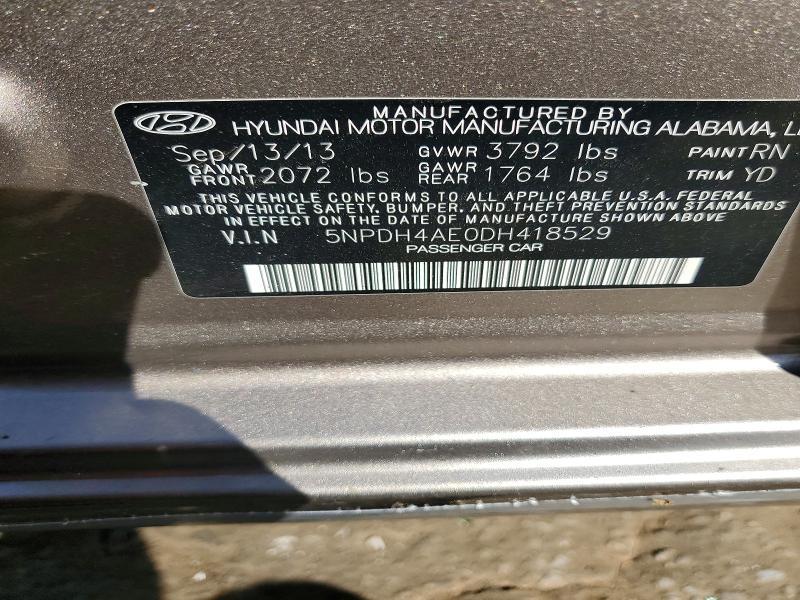 MANUFACTURED BY
HYUNDAI MOTOR MANUFACTURING ALABAMA,
Sep/13/13 GVWR 3792 lbs PAINT RN
GAWR FRONT 2072 lbs GAWR REAR 1764 lbs TRIM YD
THIS VEHICLE CONFORMS TO ALL APPLICABLE U.S.A. FEDERAL
MOTOR VEHICLE SAFETY, BUMPER, AND THEFT PREVENTION STANDARDS
IN EFFECT ON THE DATE OF MANUFACTURE SHOWN ABOVE
V.I.N 5NPDH4AE0DH418529
PASSENGER CAR